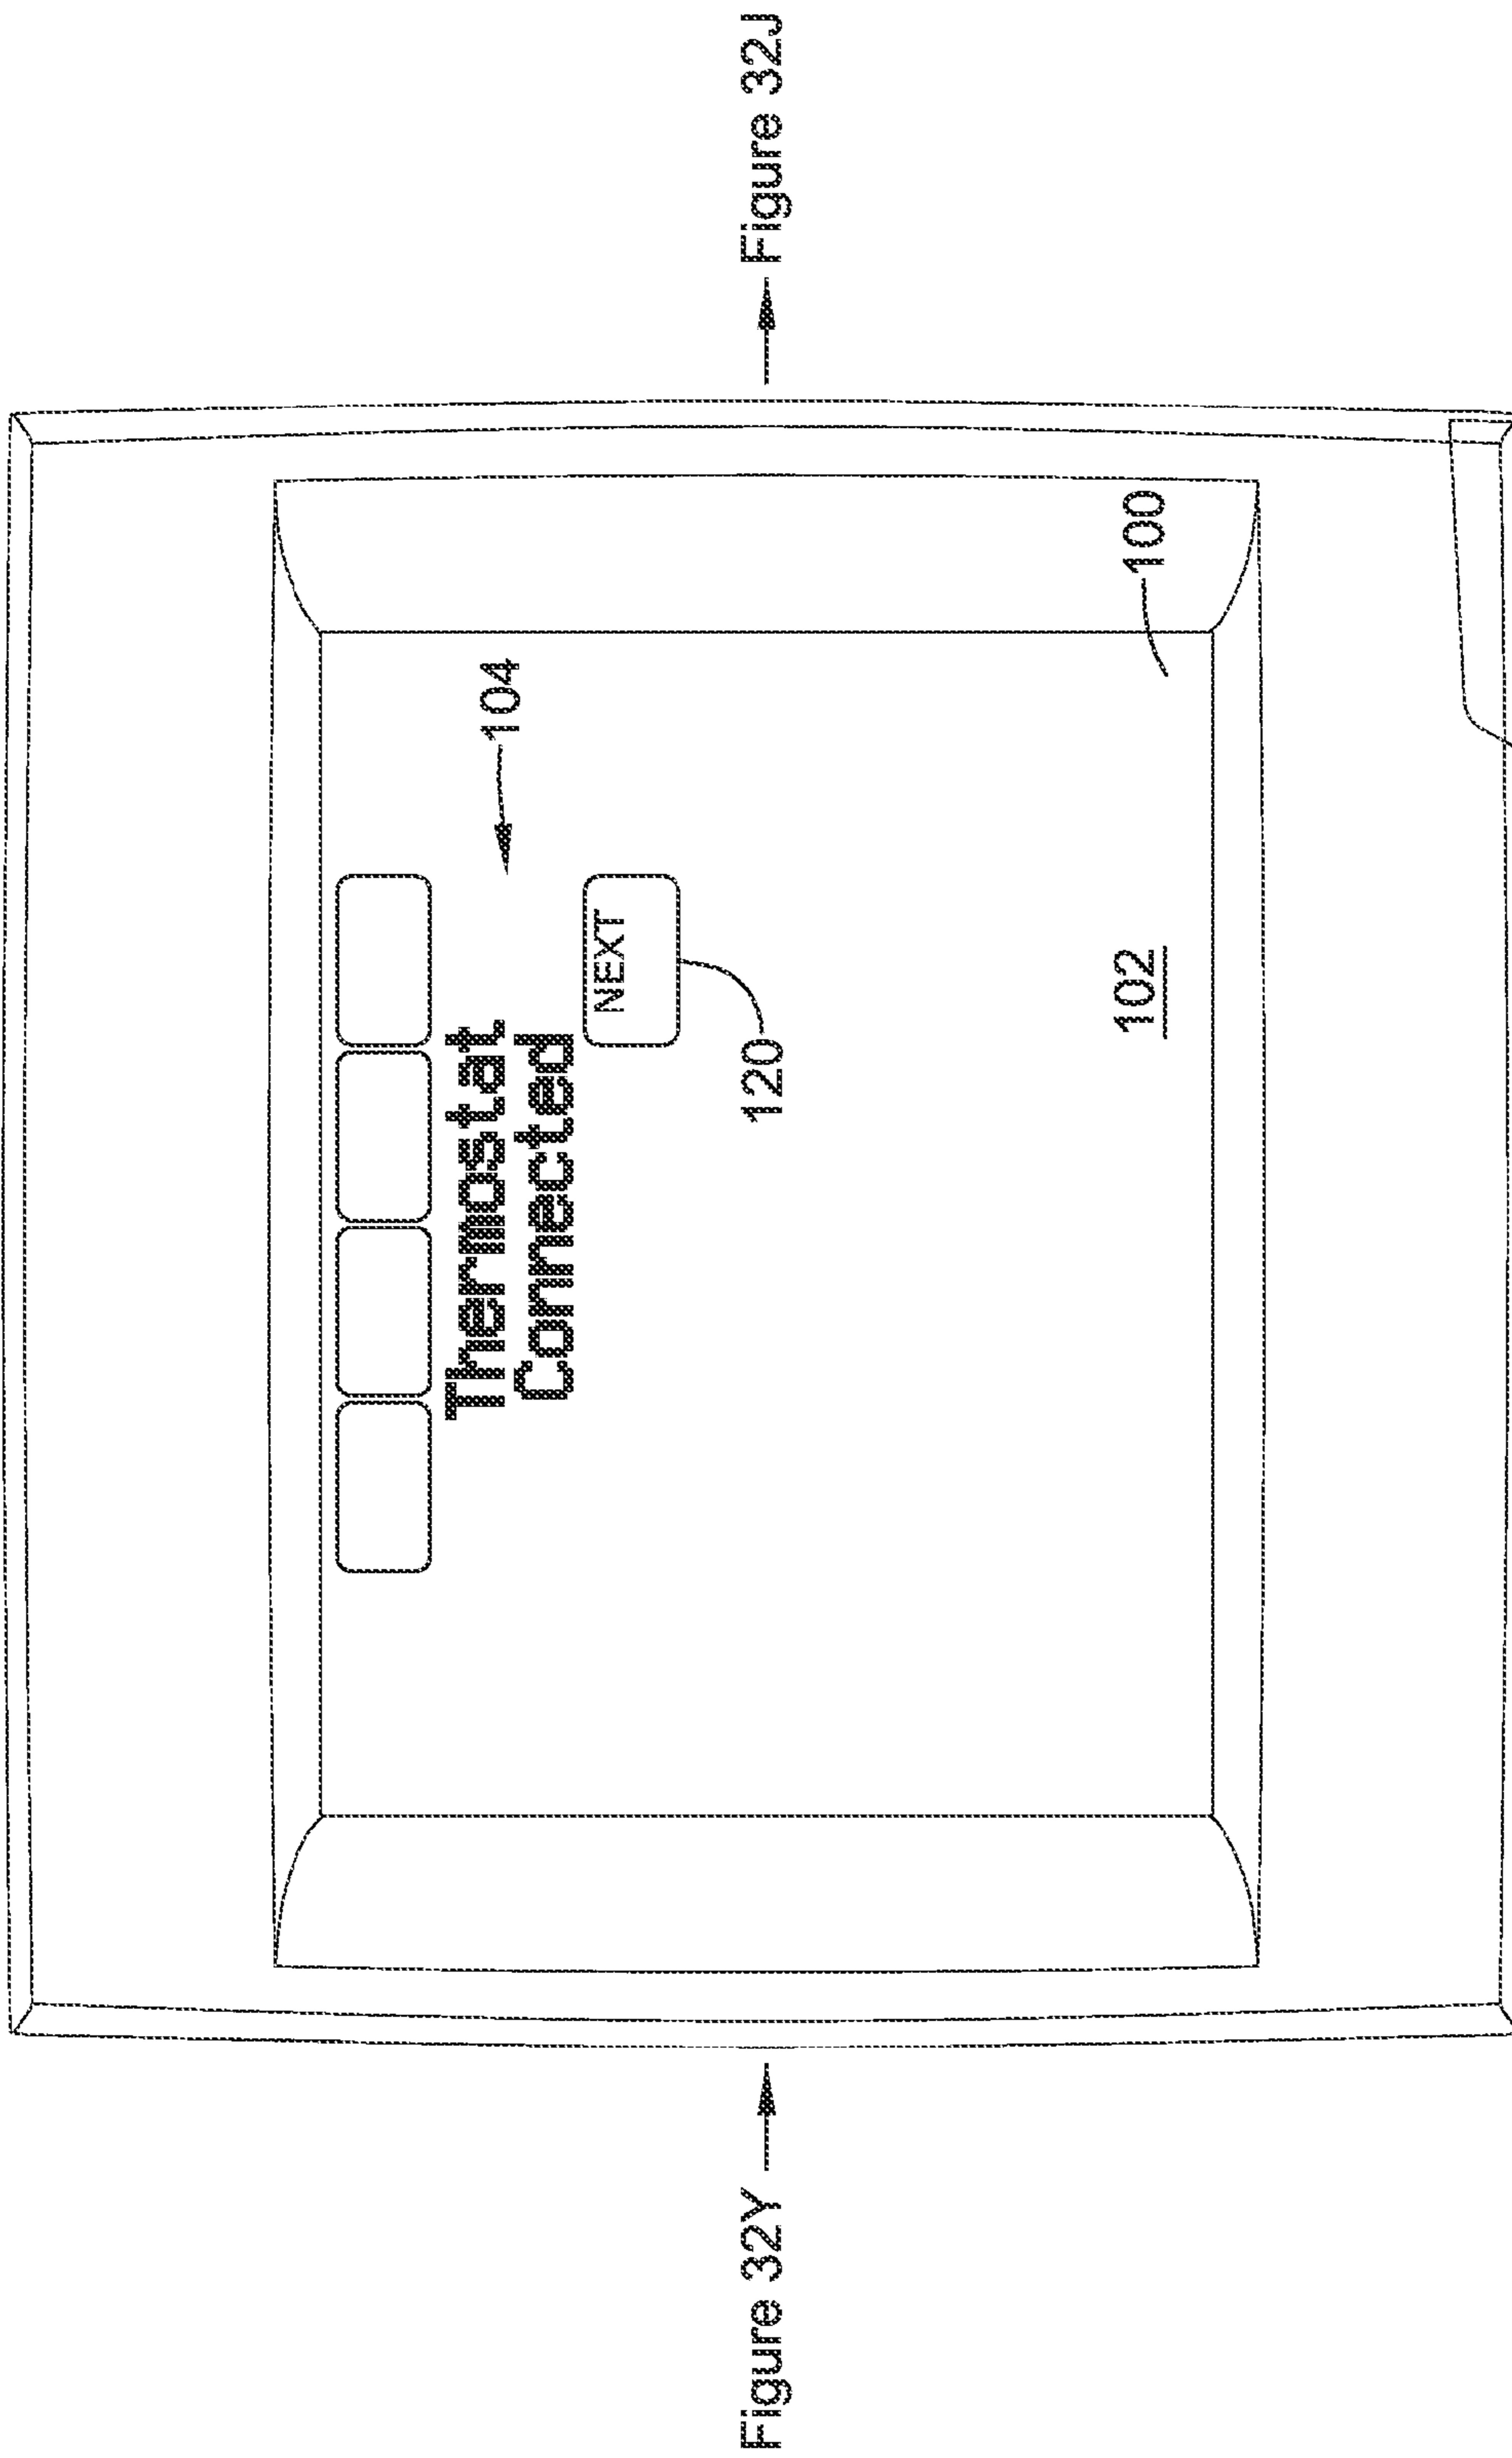 104
Thermostat
Connected
NEXT
Figure 32Y
120
Figure 32J
102
100